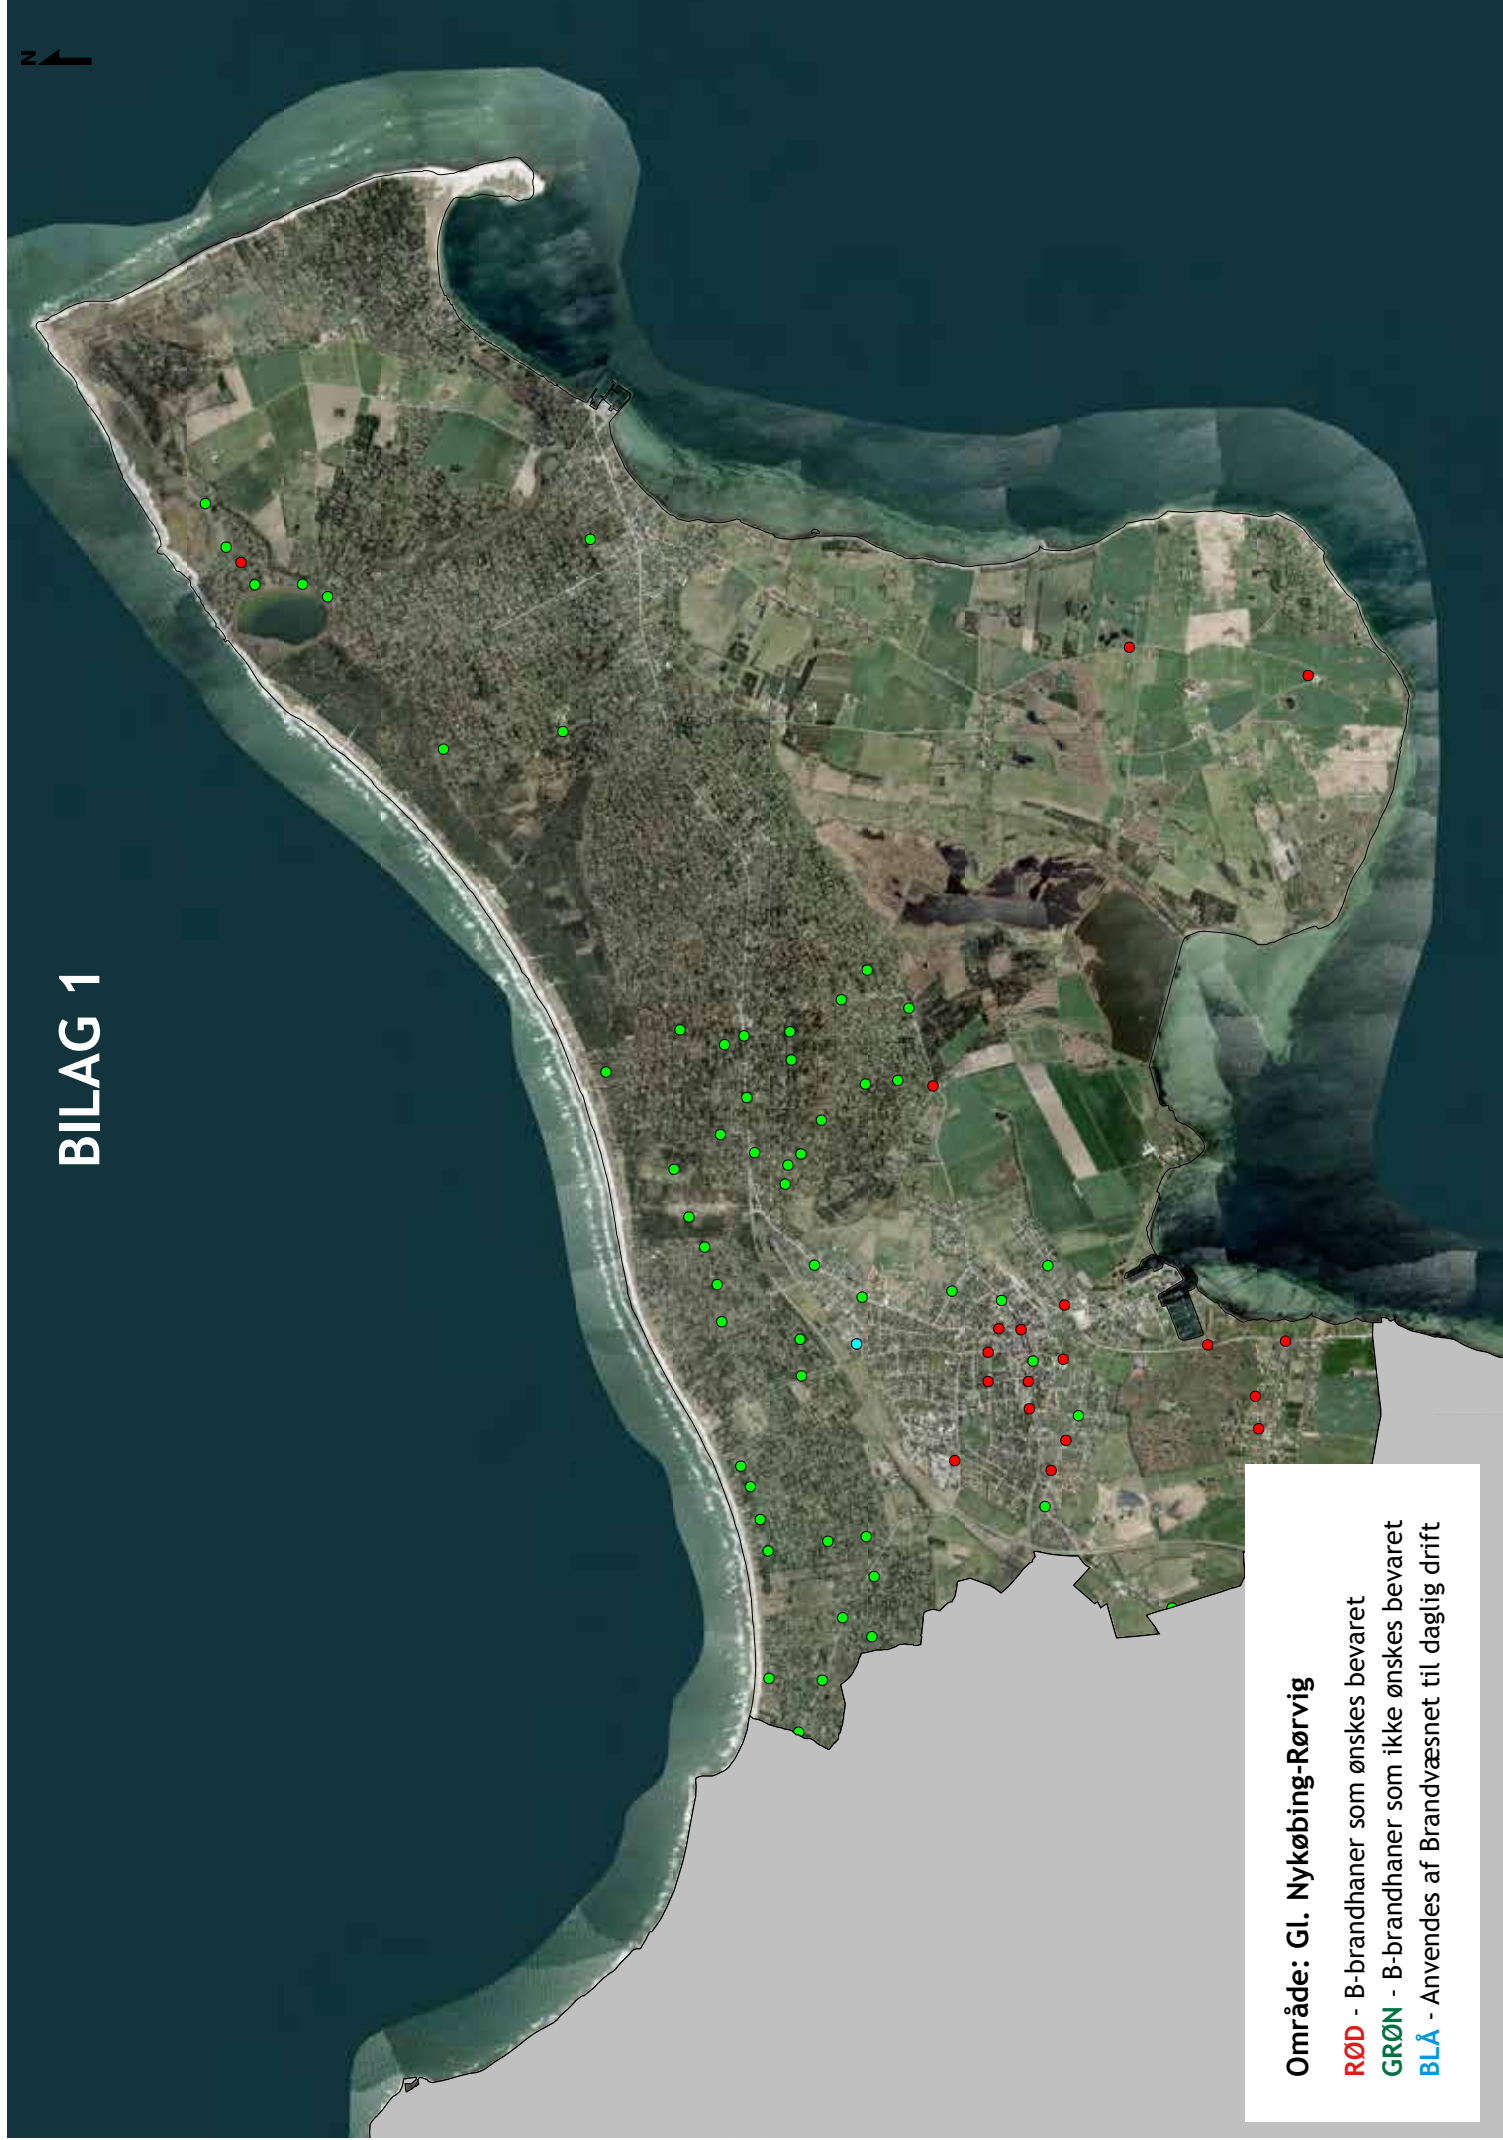 N
BILAG 1
Område: Gl. Nykøbing-Rørvig
RØD - B-brandhaner som ønskes bevaret
GRØN - B-brandhaner som ikke ønskes bevaret
BLÅ - Anvendes af Brandvæsnet til daglig drift